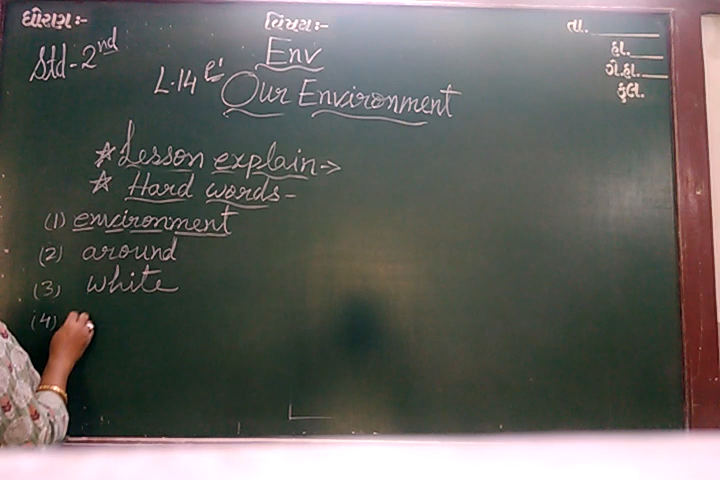 ધોરણ :-
વિષય :-
તા.
Std - 2nd
Env
હા.
ગે.હા.
કુલ.
L.14
Our Environment
☆ Lesson explain →
☆ Hard words -
(1) environment
(2) around
(3) white
(4)